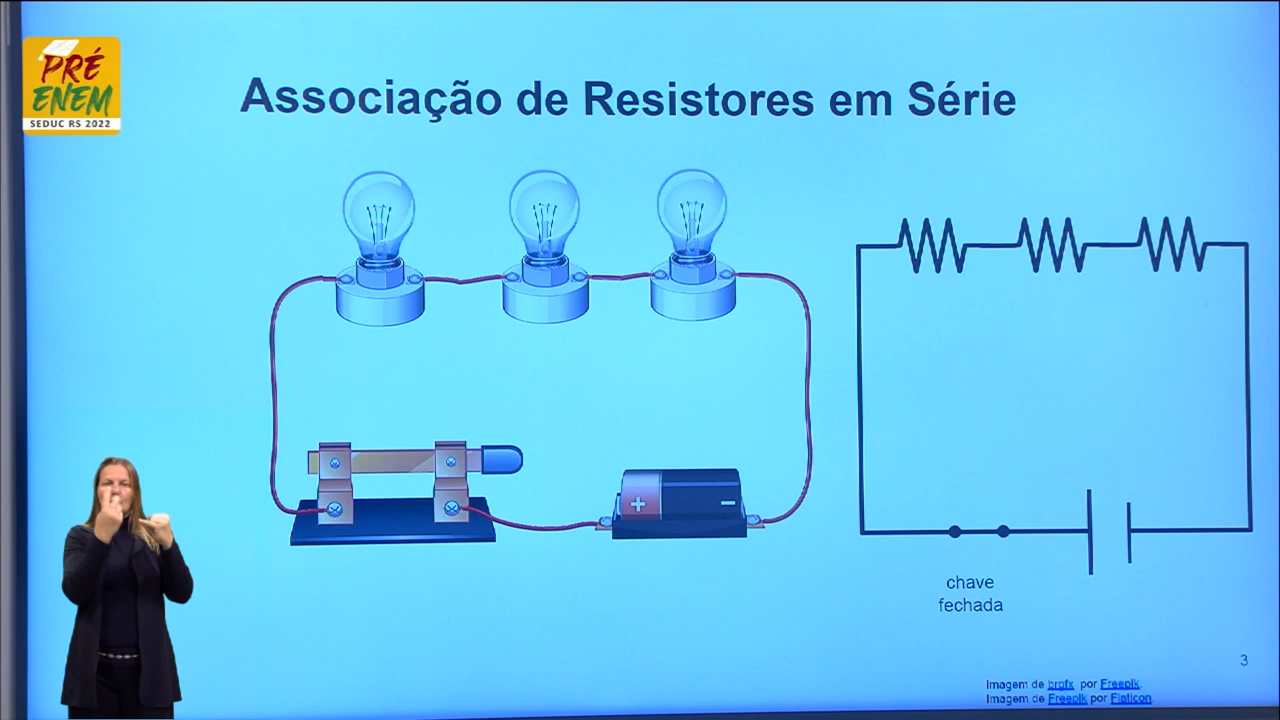 PRÉ
ENEM
SEDUC RS 2022
Associação de Resistores em Série
+
-
chave
fechada
3
Imagem de brgfx por Freepik.
Imagem de Freepik por Flaticon.